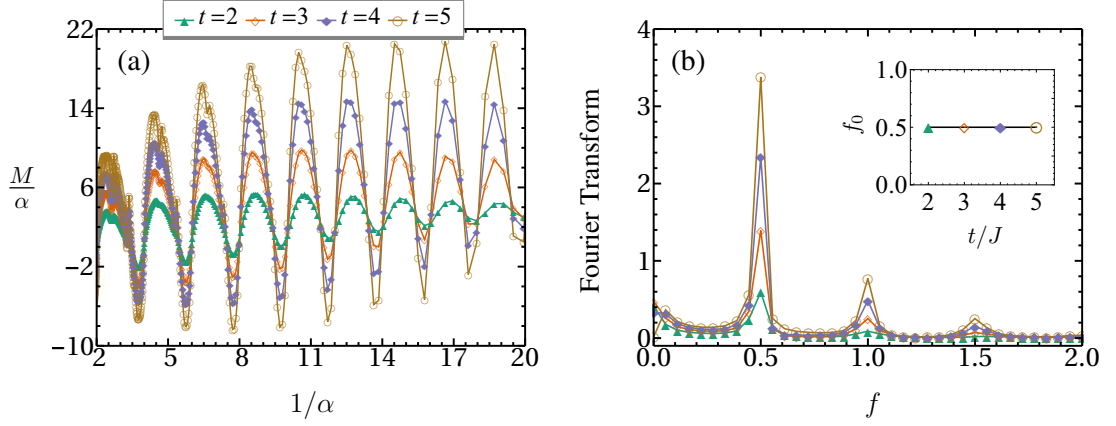 t = 2 t = 3 t = 4 t = 5
(a)
22
14
6
−2
−10
M
α
2 5 8 11 14 17 20
1/α
(b)
4
3
2
1
0
Fourier Transform
0.0 0.5 1.0 1.5 2.0
f
1.0
0.5
0.0
f₀
2 3 4 5
t/J